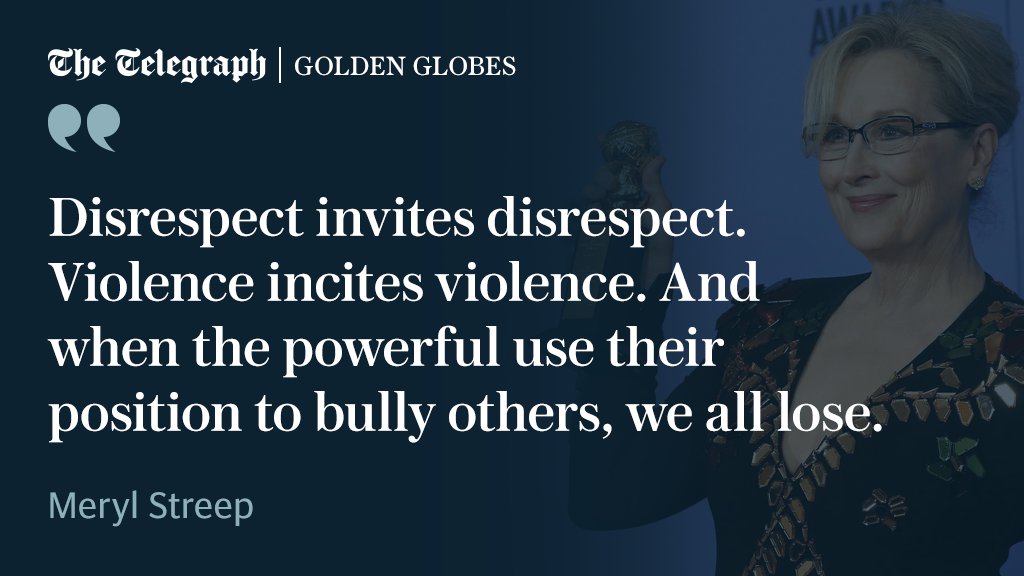 The Telegraph | GOLDEN GLOBES
Disrespect invites disrespect.
Violence incites violence. And
when the powerful use their
position to bully others, we all lose.
Meryl Streep